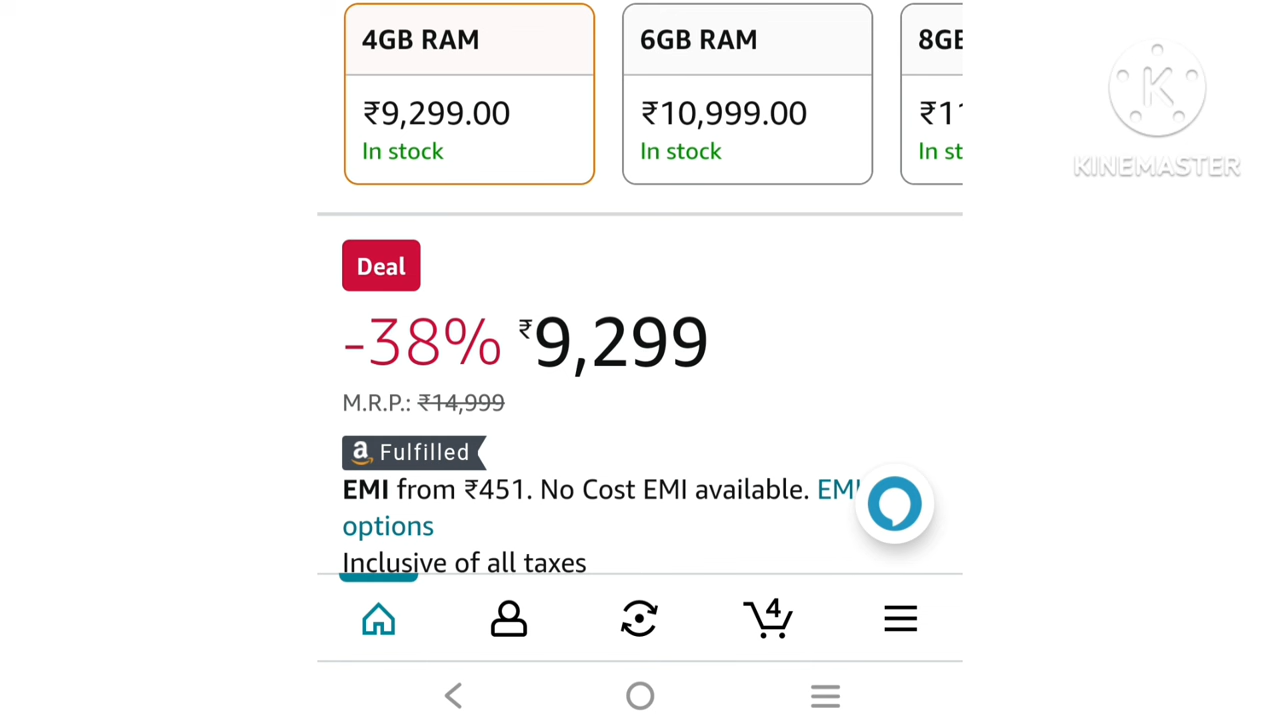 4GB RAM
₹9,299.00
In stock
6GB RAM
₹10,999.00
In stock
Deal
-38% ₹9,299
M.R.P.: ₹14,999
a Fulfilled
EMI from ₹451. No Cost EMI available. EMI
options
Inclusive of all taxes
4
K
KINEMASTER